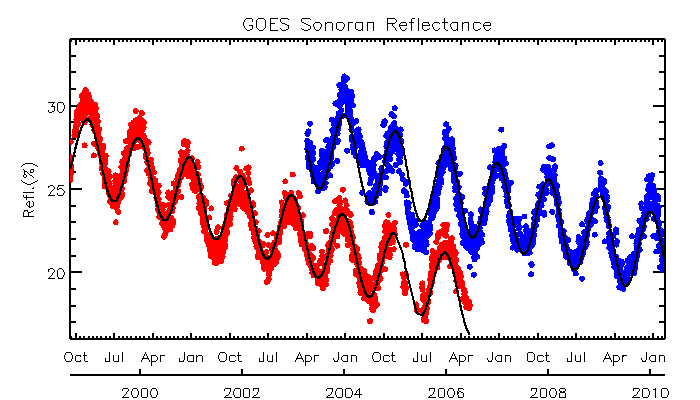 GOES Sonoran Reflectance
30
25
20
Refl.(%)
Oct Jul Apr Jan Oct Jul Apr Jan Oct Jul Apr Jan Oct Jul Apr Jan
2000 2002 2004 2006 2008 2010